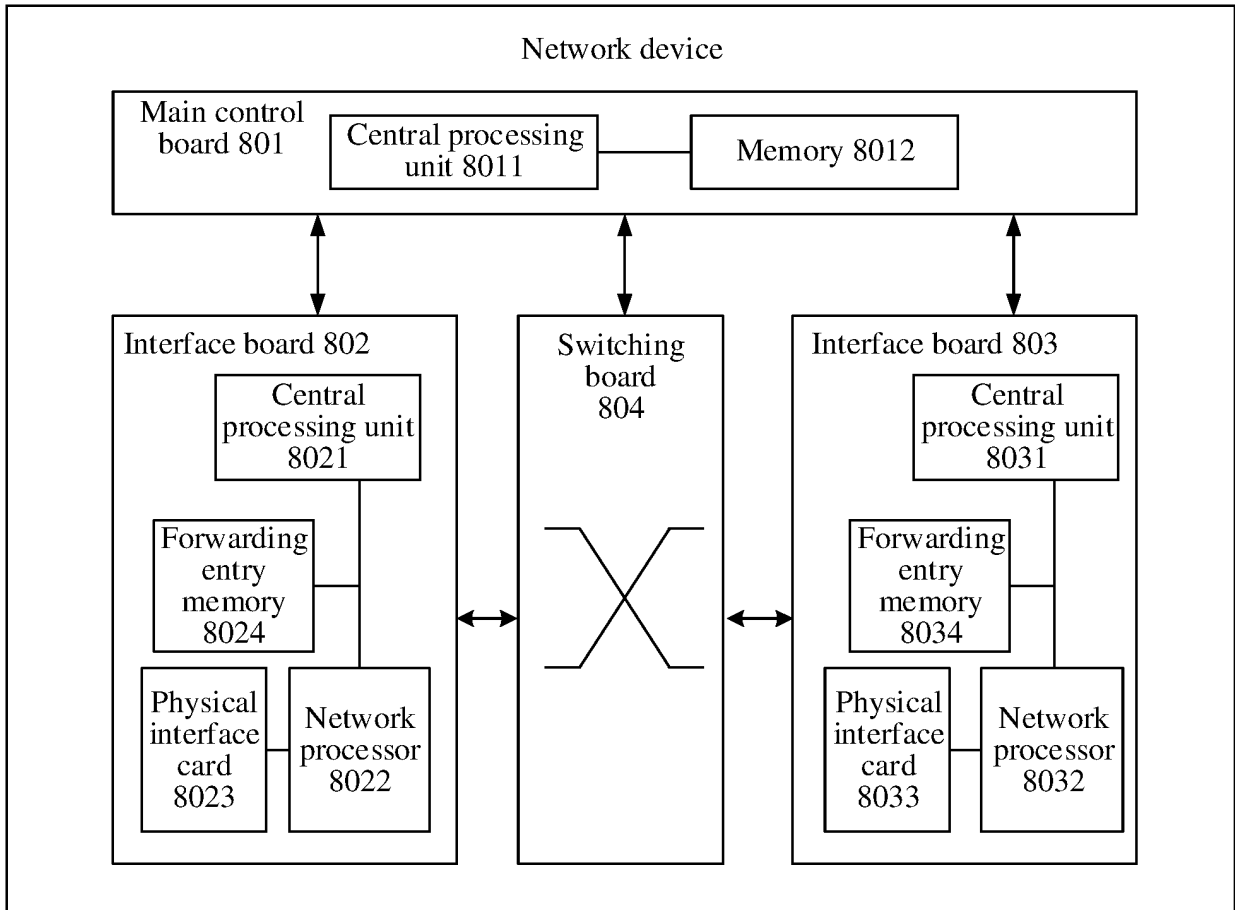 Network device
Main control
board 801
Central processing
unit 8011
Memory 8012
Interface board 802
Central
processing unit
8021
Forwarding
entry
memory
8024
Physical
interface
card
8023
Network
processor
8022
Switching
board
804
Interface board 803
Central
processing unit
8031
Forwarding
entry
memory
8034
Physical
interface
card
8033
Network
processor
8032